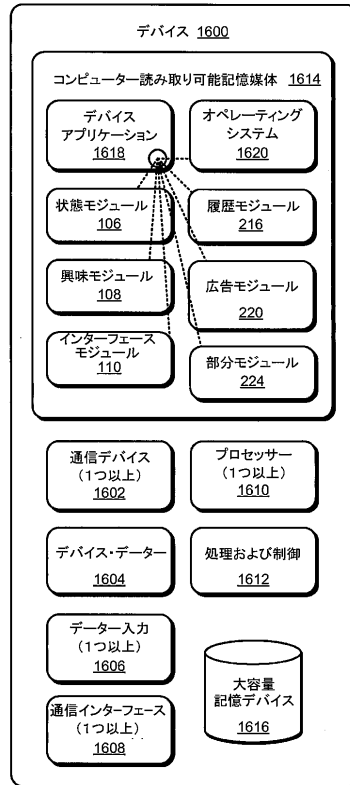 デバイス 1600
コンピューター読み取り可能記憶媒体 1614
デバイス
アプリケーション
1618
オペレーティング
システム
1620
状態モジュール
106
履歴モジュール
216
興味モジュール
108
広告モジュール
220
インターフェース
モジュール
110
部分モジュール
224
通信デバイス
(1つ以上)
1602
プロセッサー
(1つ以上)
1610
デバイス・データー
1604
処理および制御
1612
データー入力
(1つ以上)
1606
通信インターフェース
(1つ以上)
1608
大容量
記憶デバイス
1616